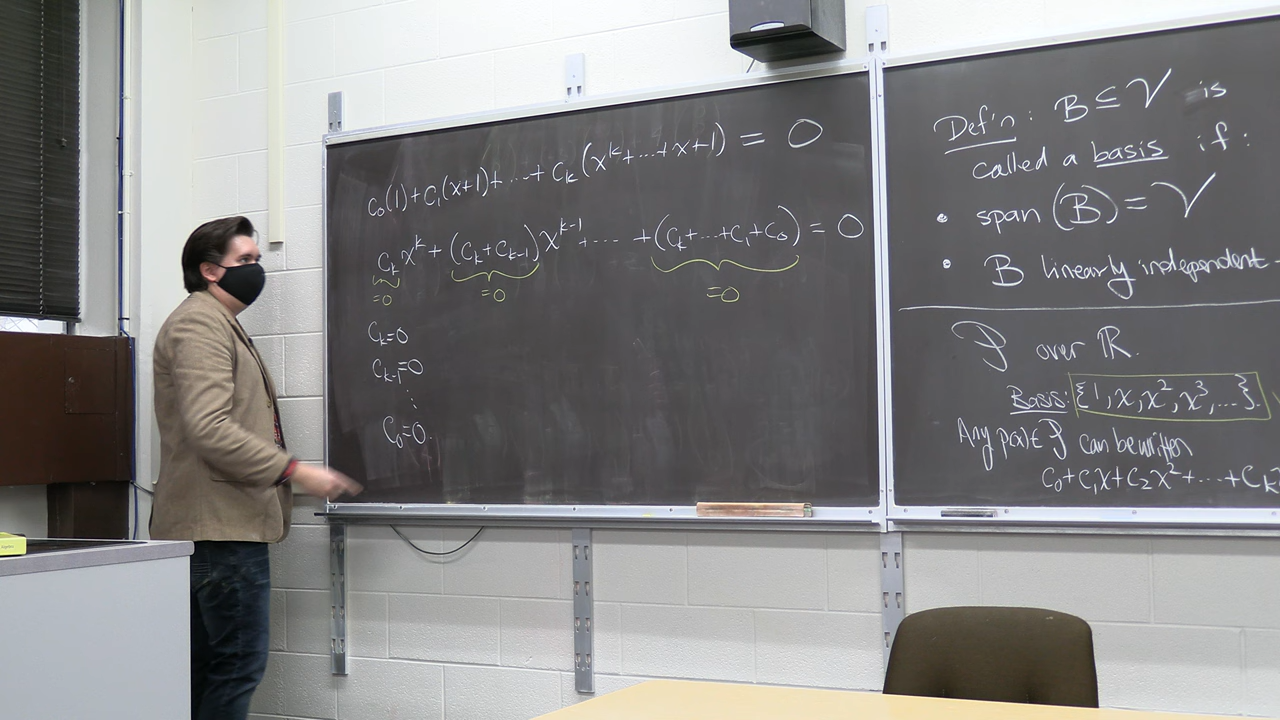 c₀(1) + c₁(x+1) + ... + cₖ(xᵏ + ... + x + 1) = 0
cₖxᵏ + (cₖ + cₖ₋₁)xᵏ⁻¹ + ... + (cₖ + ... + c₁ + c₀) = 0
=0 =0 =0
cₖ=0
cₖ₋₁=0
⋮
c₀=0.
Def'n: B ⊆ V is
called a basis if:
• span (B) = V
• B linearly independent
P over ℝ.
Basis: {1, x, x², x³, ...}.
Any p(x) ∈ P can be written
c₀ + c₁x + c₂x² + ... + cₖ